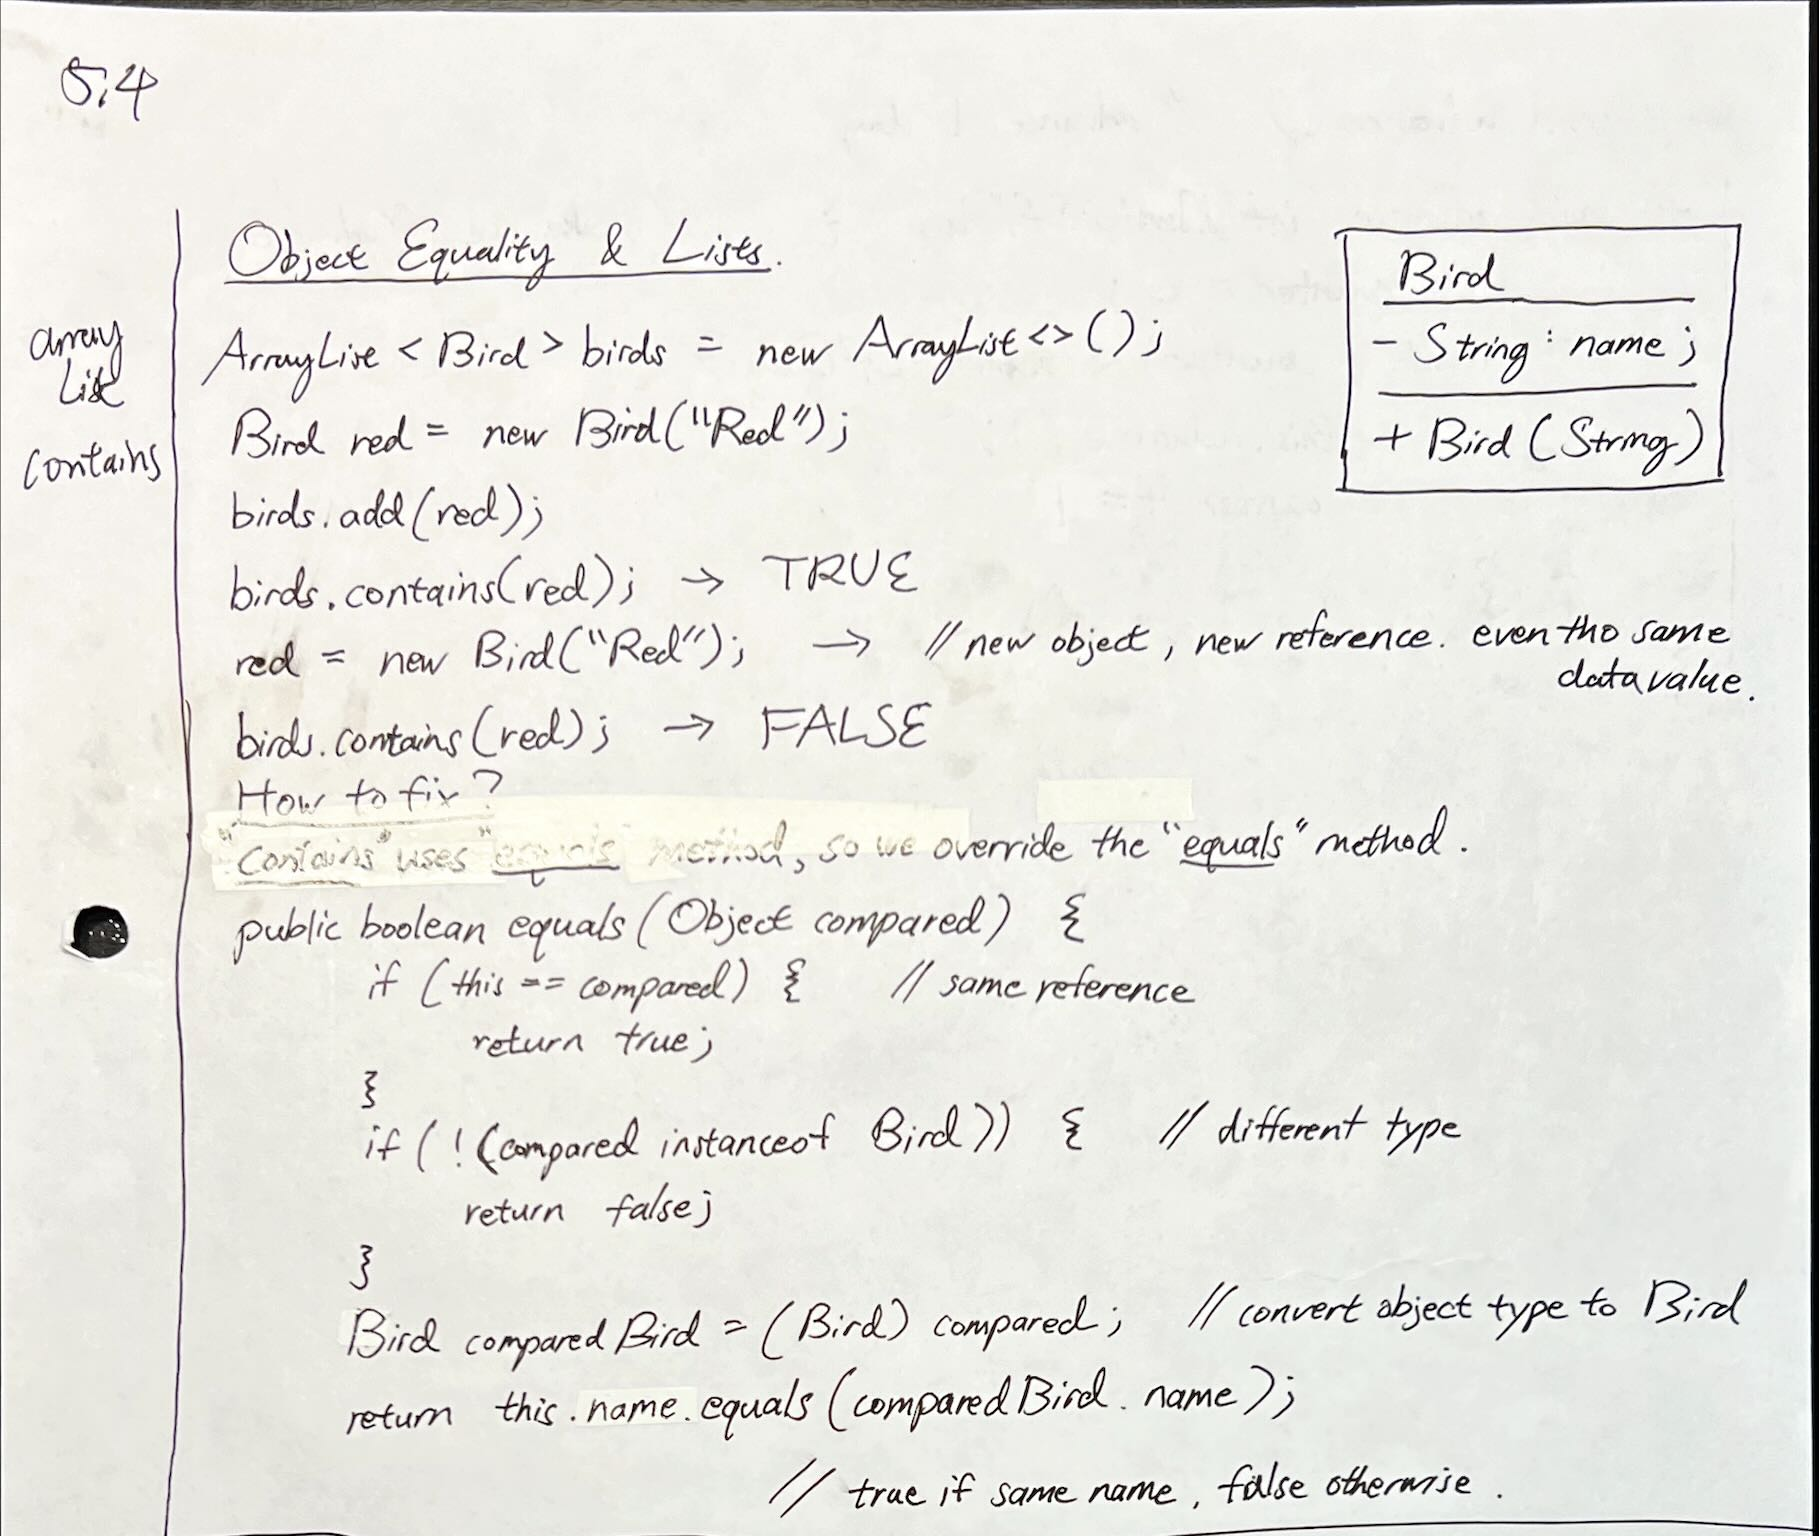 5.4
Object Equality & Lists.
array
List
contains
Bird
- String : name ;
+ Bird (String)
ArrayList < Bird > birds = new ArrayList <> () ;
Bird red = new Bird ("Red") ;
birds. add (red) ;
birds. contains (red) ; → TRUE
red = new Bird ("Red") ; → // new object , new reference. even tho same
data value.
birds. contains (red) ; → FALSE
How to fix ?
"contains" uses "equals" method, so we override the "equals" method .
public boolean equals (Object compared) {
if (this == compared) { // same reference
return true ;
}
if ( ! (compared instanceof Bird)) { // different type
return false ;
}
Bird comparedBird = (Bird) compared ; // convert object type to Bird
return this . name . equals (comparedBird . name) ;
// true if same name , false otherwise .